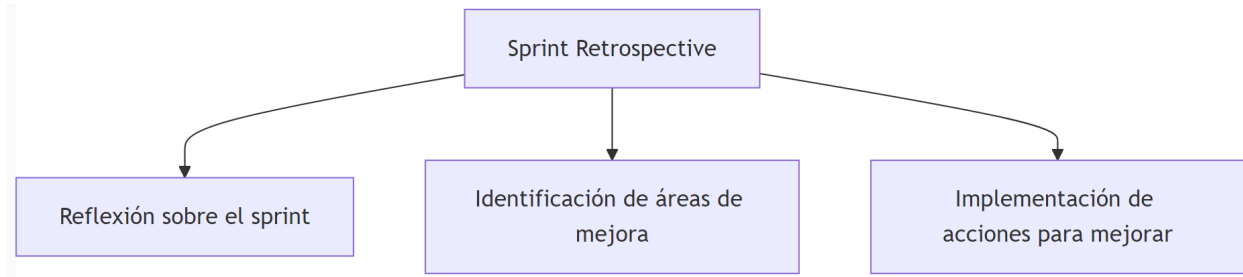 Sprint Retrospective
Reflexión sobre el sprint
Identificación de áreas de
mejora
Implementación de
acciones para mejorar